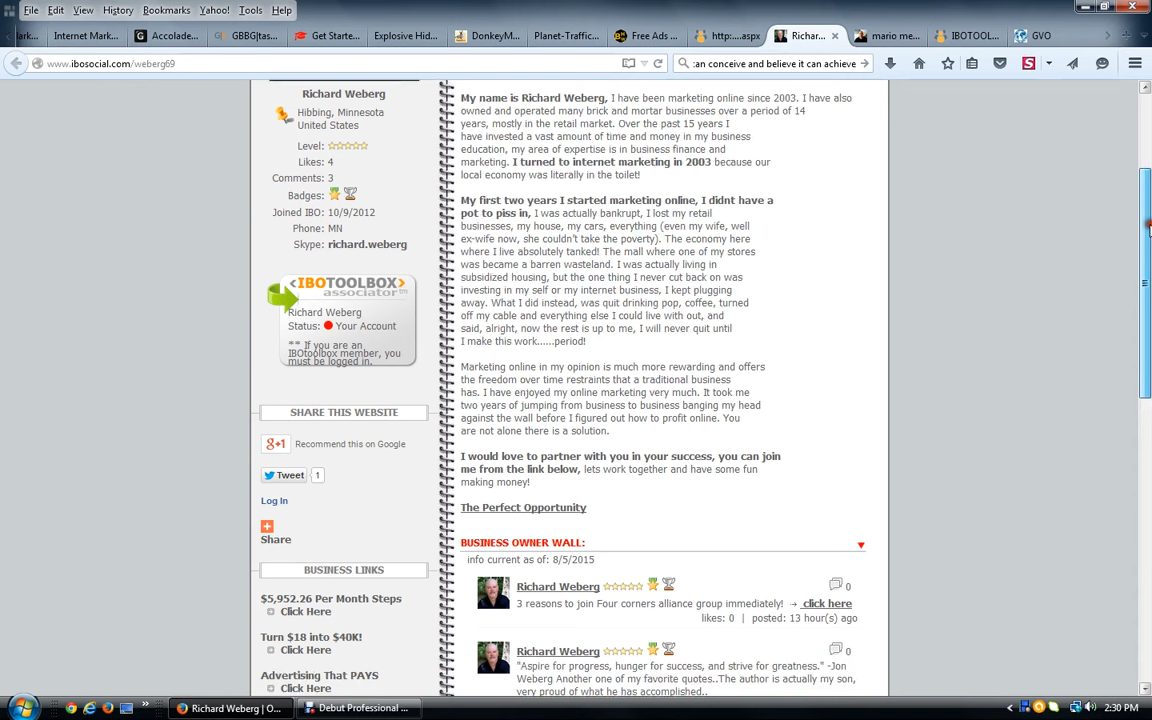 File Edit View History Bookmarks Yahoo! Tools Help
ark... Internet Mark... Accolade... GBBG|tas... Get Starte... Explosive Hid... DonkeyM... Planet-Traffic... Free Ads ... http:....aspx Richar... mario me... IBOTOOL... GVO
www.ibosocial.com/weberg69
:an conceive and believe it can achieve
Richard Weberg
Hibbing, Minnesota
United States
Level:
Likes: 4
Comments: 3
Badges:
Joined IBO: 10/9/2012
Phone: MN
Skype: richard.weberg
<IBOTOOLBOX>
associator
Richard Weberg
Status: Your Account
** If you are an
IBOtoolbox member, you
must be logged in.
SHARE THIS WEBSITE
g+1 Recommend this on Google
Tweet 1
Log In
Share
BUSINESS LINKS
$5,952.26 Per Month Steps
Click Here
Turn $18 into $40K!
Click Here
Advertising That PAYS
Click Here
My name is Richard Weberg, I have been marketing online since 2003. I have also
owned and operated many brick and mortar businesses over a period of 14
years, mostly in the retail market. Over the past 15 years I
have invested a vast amount of time and money in my business
education, my area of expertise is in business finance and
marketing. I turned to internet marketing in 2003 because our
local economy was literally in the toilet!
My first two years I started marketing online, I didnt have a
pot to piss in, I was actually bankrupt, I lost my retail
businesses, my house, my cars, everything (even my wife, well
ex-wife now, she couldn't take the poverty). The economy here
where I live absolutely tanked! The mall where one of my stores
was became a barren wasteland. I was actually living in
subsidized housing, but the one thing I never cut back on was
investing in my self or my internet business, I kept plugging
away. What I did instead, was quit drinking pop, coffee, turned
off my cable and everything else I could live with out, and
said, alright, now the rest is up to me, I will never quit until
I make this work......period!
Marketing online in my opinion is much more rewarding and offers
the freedom over time restraints that a traditional business
has. I have enjoyed my online marketing very much. It took me
two years of jumping from business to business banging my head
against the wall before I figured out how to profit online. You
are not alone there is a solution.
I would love to partner with you in your success, you can join
me from the link below, lets work together and have some fun
making money!
The Perfect Opportunity
BUSINESS OWNER WALL:
info current as of: 8/5/2015
Richard Weberg 0
3 reasons to join Four corners alliance group immediately! → click here
likes: 0 | posted: 13 hour(s) ago
Richard Weberg 0
"Aspire for progress, hunger for success, and strive for greatness." -Jon
Weberg Another one of my favorite quotes..The author is actually my son,
very proud of what he has accomplished..
Richard Weberg | O... Debut Professional ... 2:30 PM